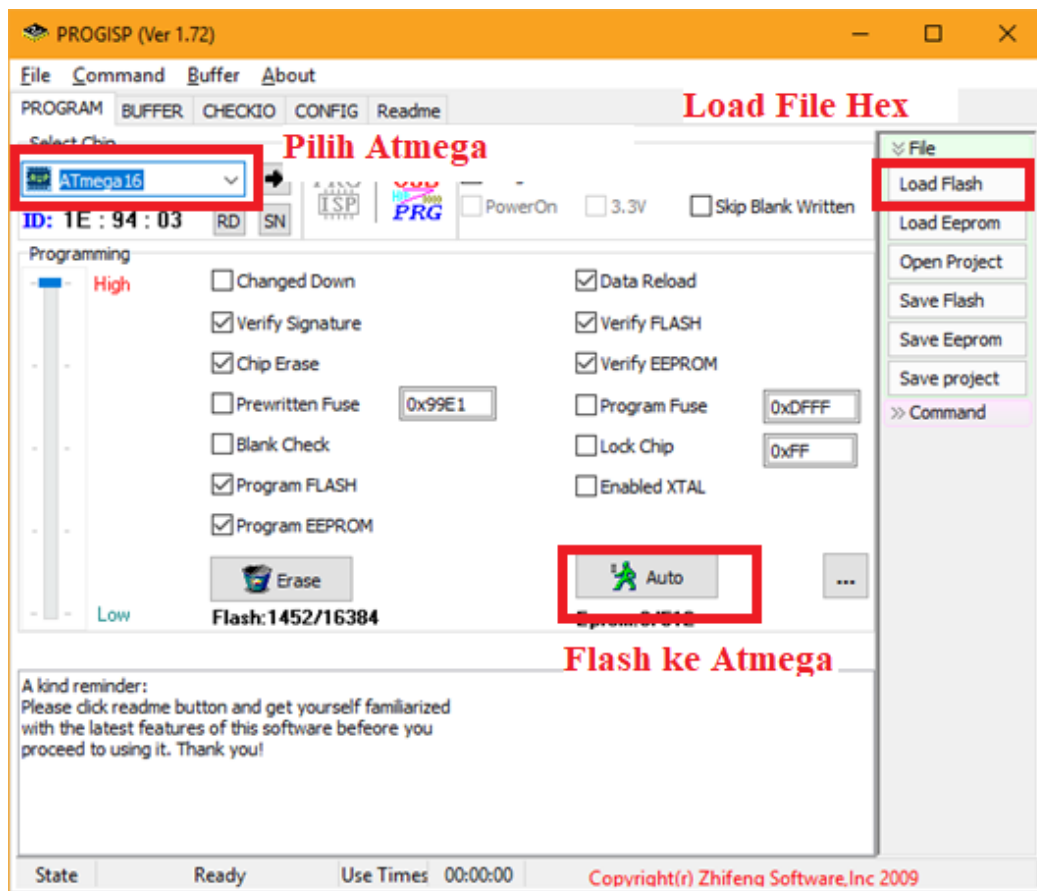 PROGISP (Ver 1.72)
File Command Buffer About
PROGRAM BUFFER CHECKIO CONFIG Readme
Load File Hex
Select Chip
Pilih Atmega
File
ATmega16
PRG
ISP
USB
PRG
Load Flash
PowerOn 3.3V Skip Blank Written
ID: 1E : 94 : 03 RD SN
Load Eeprom
Programming
Open Project
High
Changed Down Data Reload
Save Flash
Verify Signature Verify FLASH
Save Eeprom
Chip Erase Verify EEPROM
Save project
Prewritten Fuse 0x99E1 Program Fuse 0xDFFF
Command
Blank Check Lock Chip 0xFF
Program FLASH Enabled XTAL
Program EEPROM
Erase Auto ...
Low Flash:1452/16384
Flash ke Atmega
A kind reminder:
Please click readme button and get yourself familiarized
with the latest features of this software befeore you
proceed to using it. Thank you!
State Ready Use Times 00:00:00 Copyright(r) Zhifeng Software,Inc 2009